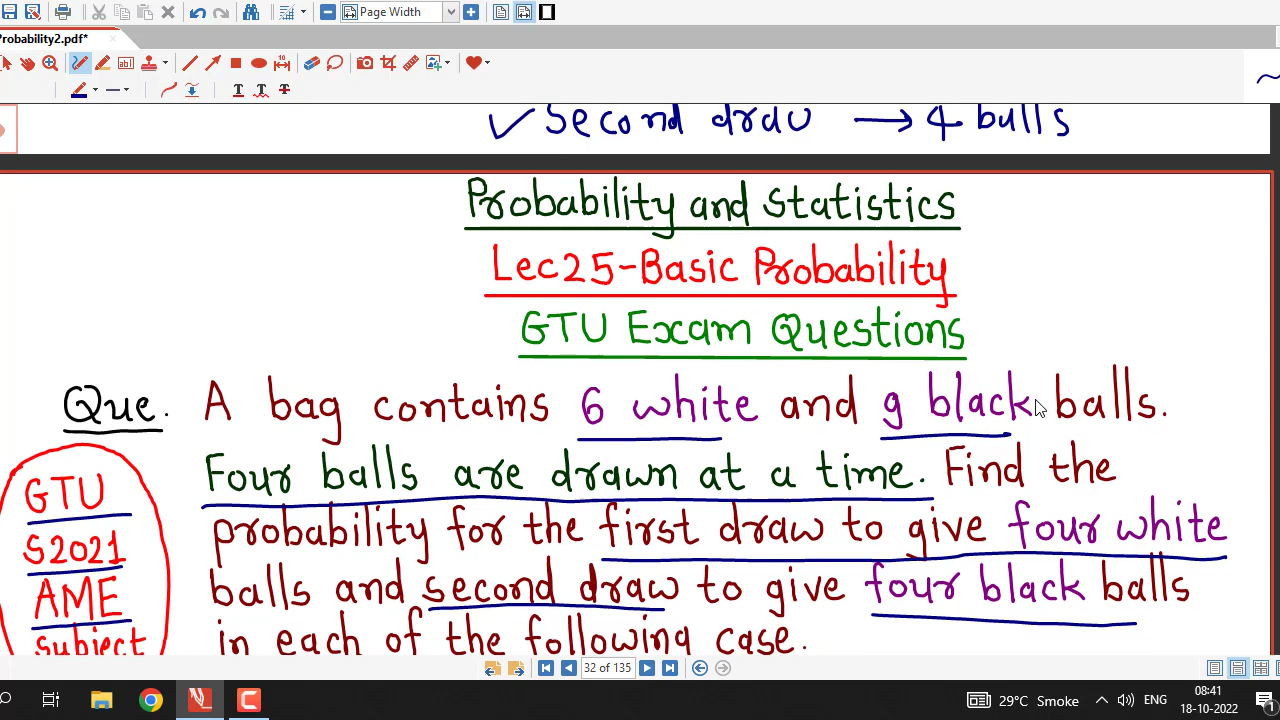 Page Width
Probability2.pdf*
Second draw → 4 balls
Probability and Statistics
Lec25-Basic Probability
GTU Exam Questions
Que. A bag contains 6 white and 9 black balls.
Four balls are drawn at a time. Find the
probability for the first draw to give four white
balls and second draw to give four black balls
in each of the following case.
GTU
S2021
AME
Subject
32 of 135
29°C Smoke
ENG
08:41
18-10-2022